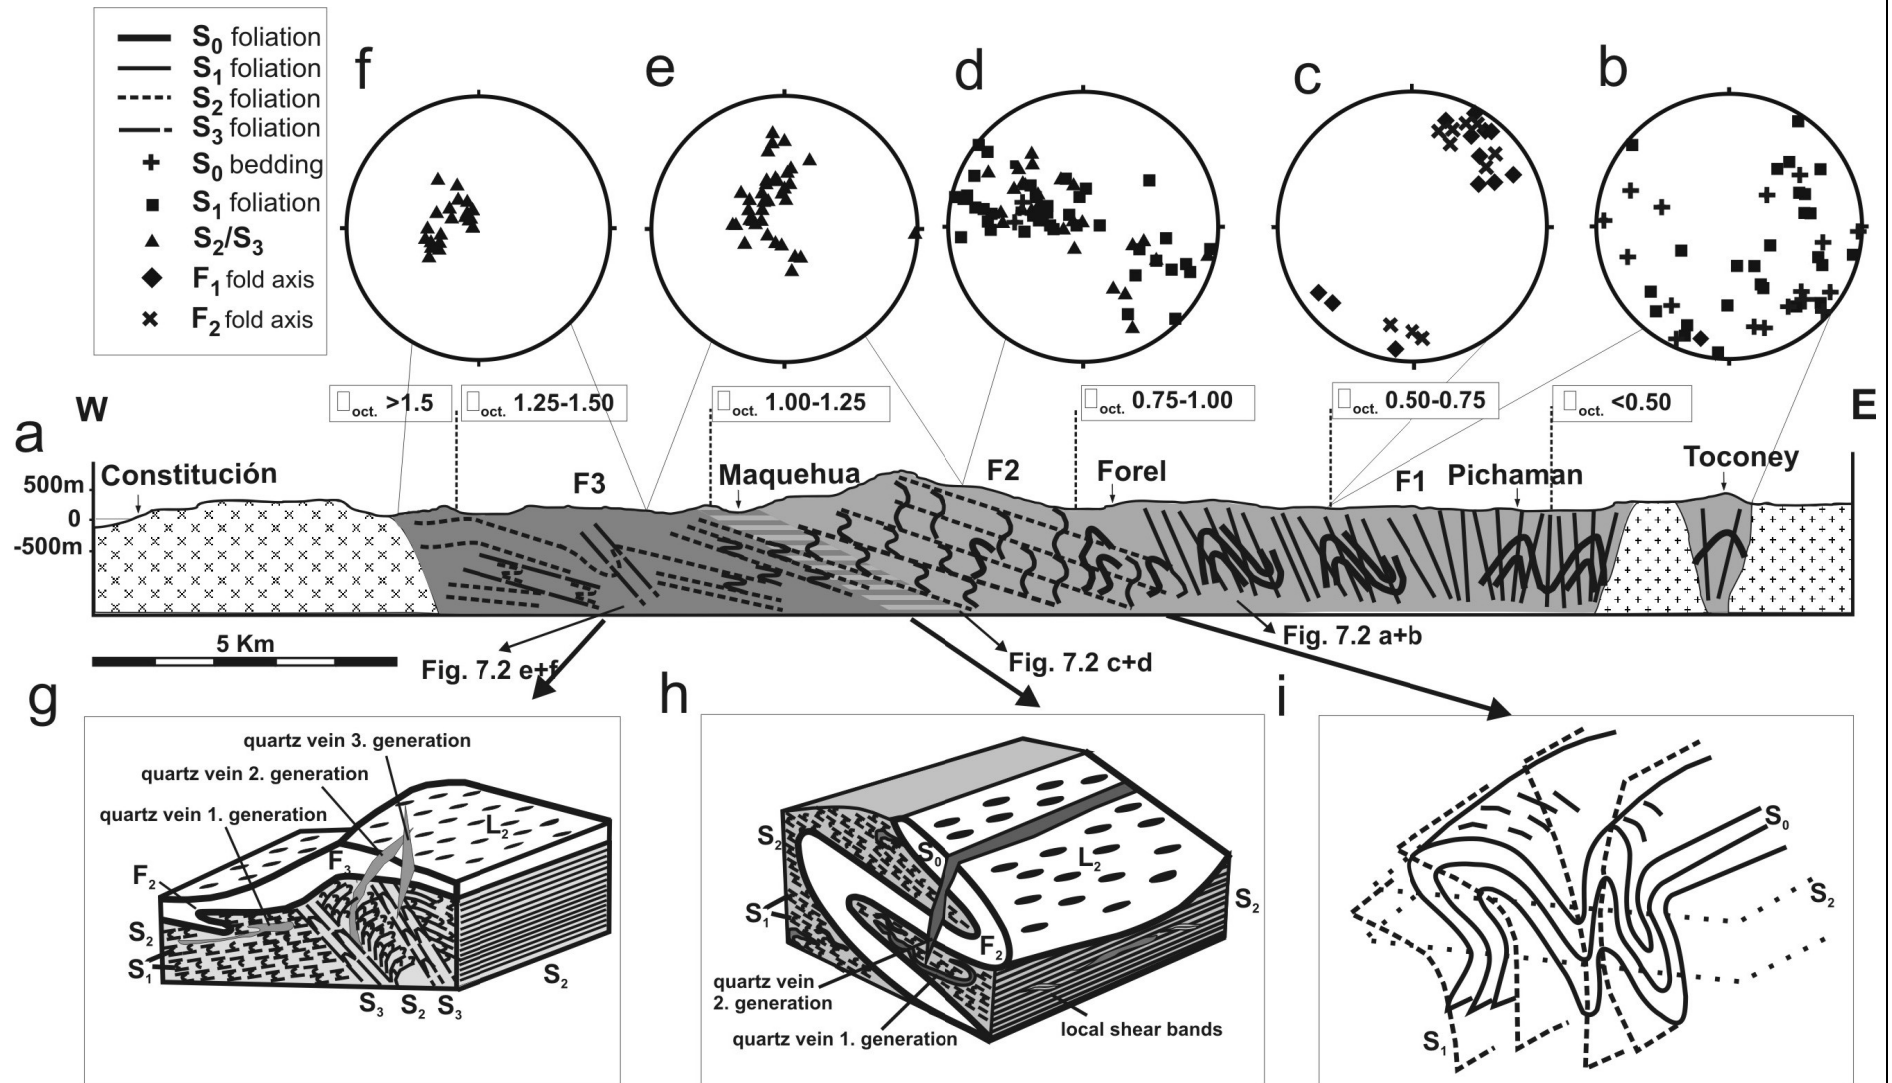 S0 foliation
S1 foliation
S2 foliation
S3 foliation
S0 bedding
S1 foliation
S2/S3
F1 fold axis
F2 fold axis
f
e
d
c
b
□oct. >1.5
□oct. 1.25-1.50
□oct. 1.00-1.25
□oct. 0.75-1.00
□oct. 0.50-0.75
□oct. <0.50
W
E
a
Constitución
F3
Maquehua
F2
Forel
F1
Pichaman
Toconey
500m
0
-500m
5 Km
Fig. 7.2 e+f
Fig. 7.2 c+d
Fig. 7.2 a+b
g
quartz vein 3. generation
quartz vein 2. generation
quartz vein 1. generation
L2
F3
F2
S2
S1
S3
S2
S3
S2
h
S2
S0
L2
S1
S2
F2
quartz vein
2. generation
quartz vein 1. generation
local shear bands
i
S0
S2
S1